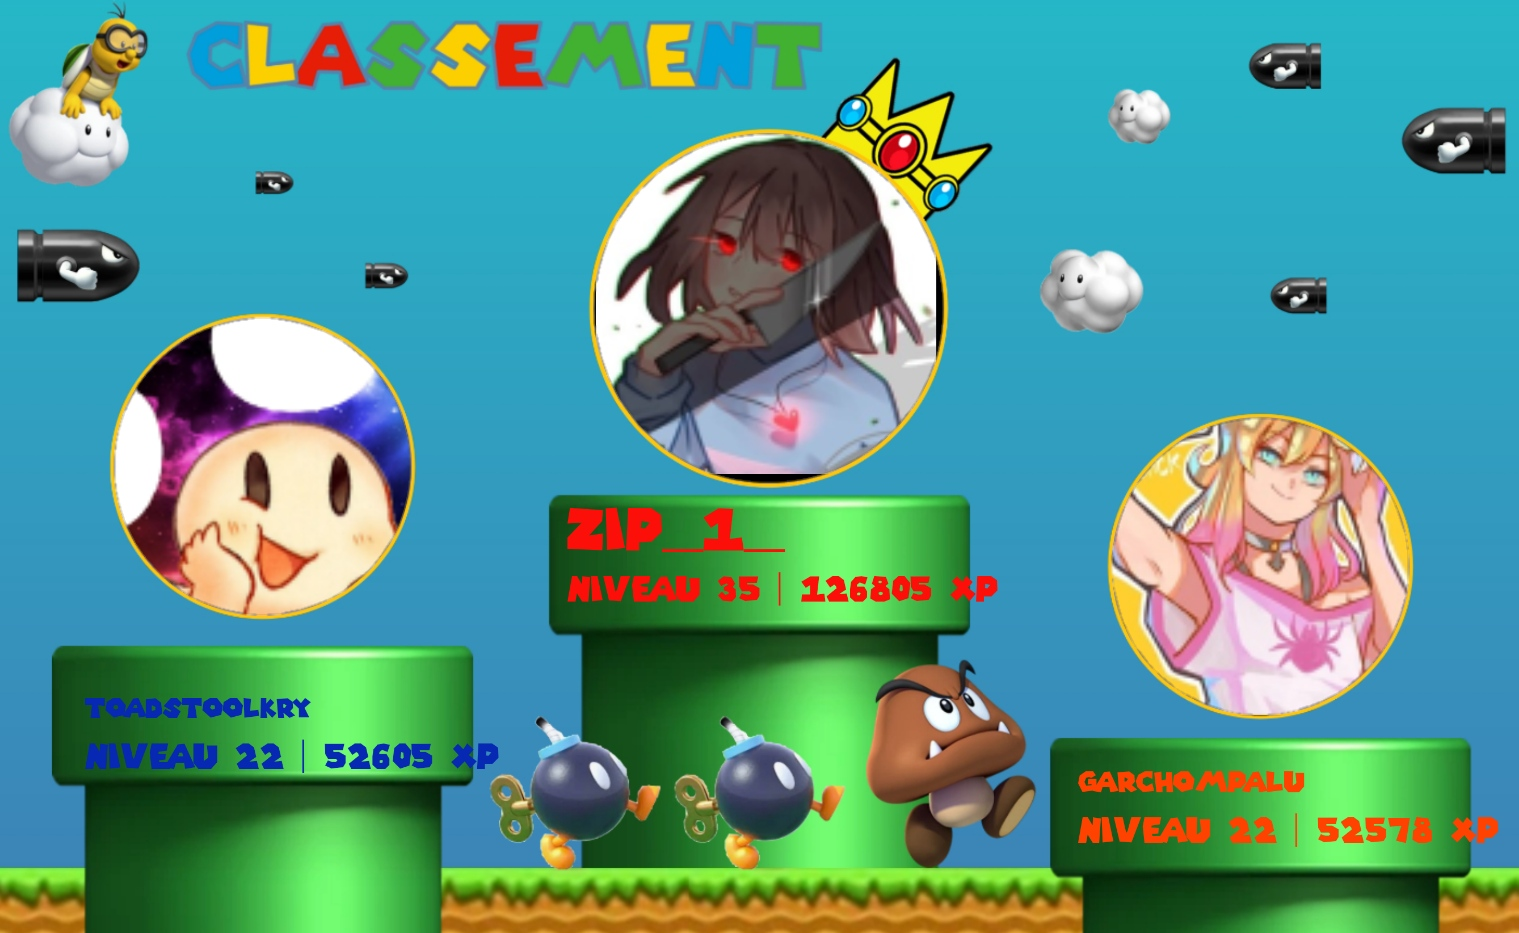 CLASSEMENT
ZIP_1_
NIVEAU 35 | 126805 XP
TOADSTOOLKRY
NIVEAU 22 | 52605 XP
GARCHOMPALU
NIVEAU 22 | 52578 XP